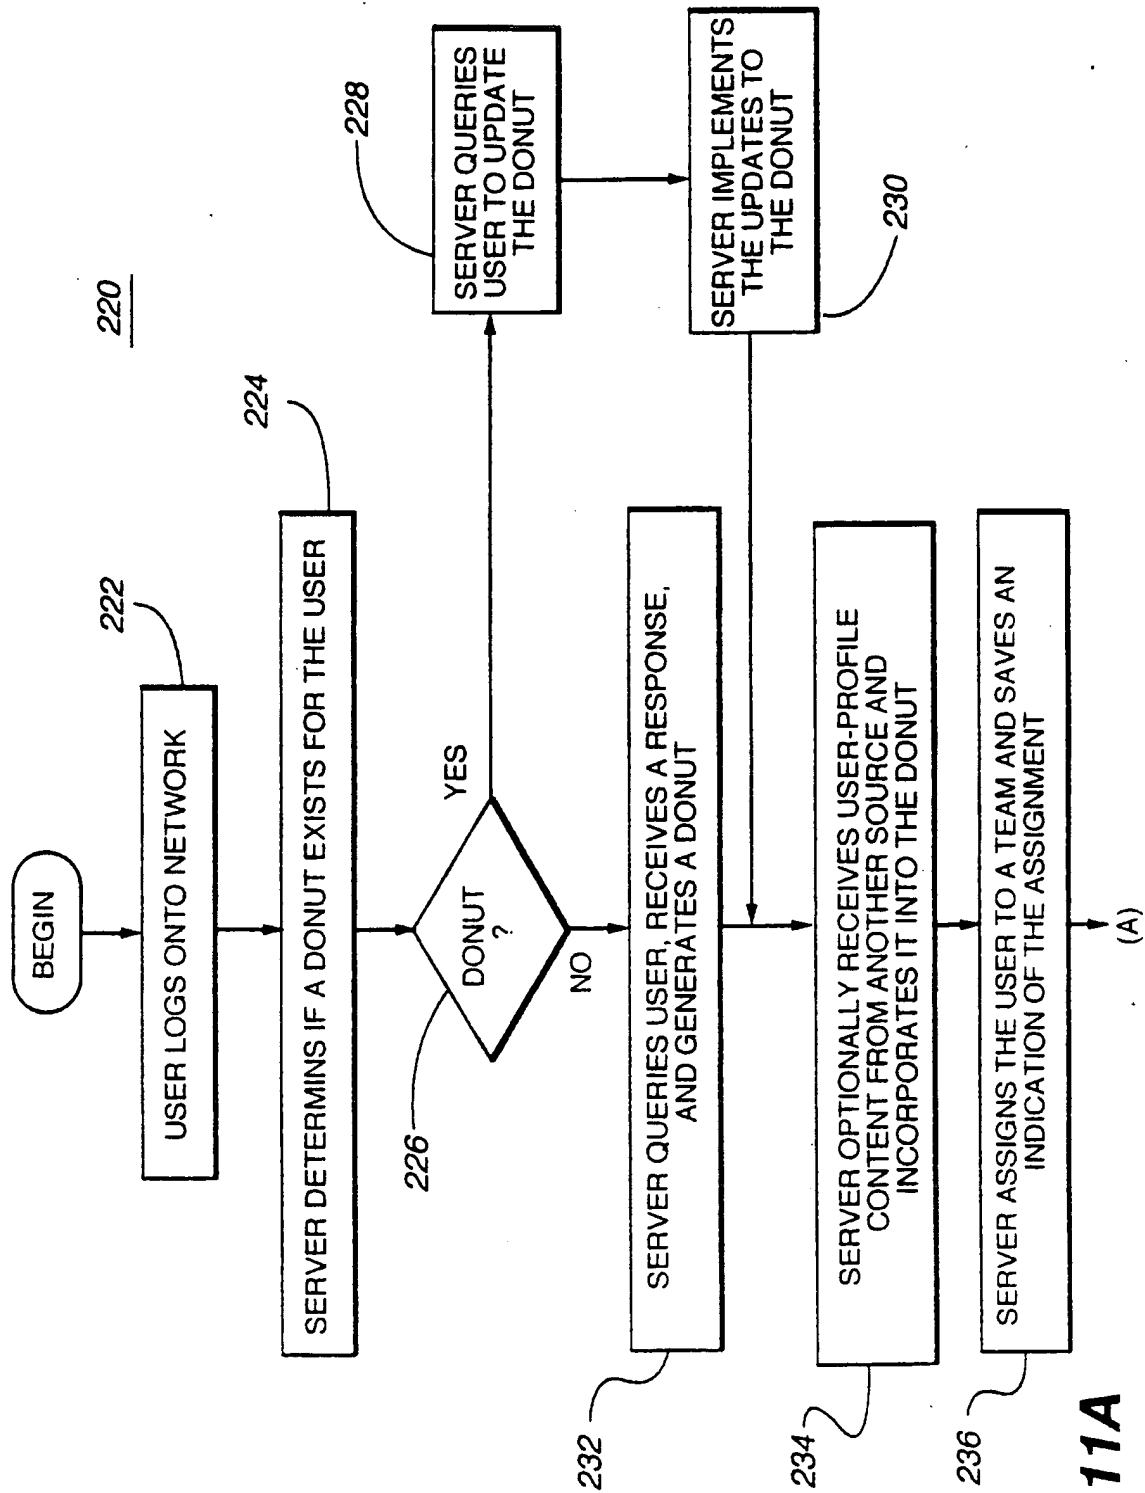 220
BEGIN
USER LOGS ONTO NETWORK
222
SERVER DETERMINS IF A DONUT EXISTS FOR THE USER
224
DONUT
?
226
YES
NO
SERVER QUERIES
USER TO UPDATE
THE DONUT
228
SERVER IMPLEMENTS
THE UPDATES TO
THE DONUT
230
SERVER QUERIES USER, RECEIVES A RESPONSE,
AND GENERATES A DONUT
232
SERVER OPTIONALLY RECEIVES USER-PROFILE
CONTENT FROM ANOTHER SOURCE AND
INCORPORATES IT INTO THE DONUT
234
SERVER ASSIGNS THE USER TO A TEAM AND SAVES AN
INDICATION OF THE ASSIGNMENT
236
(A)
11A